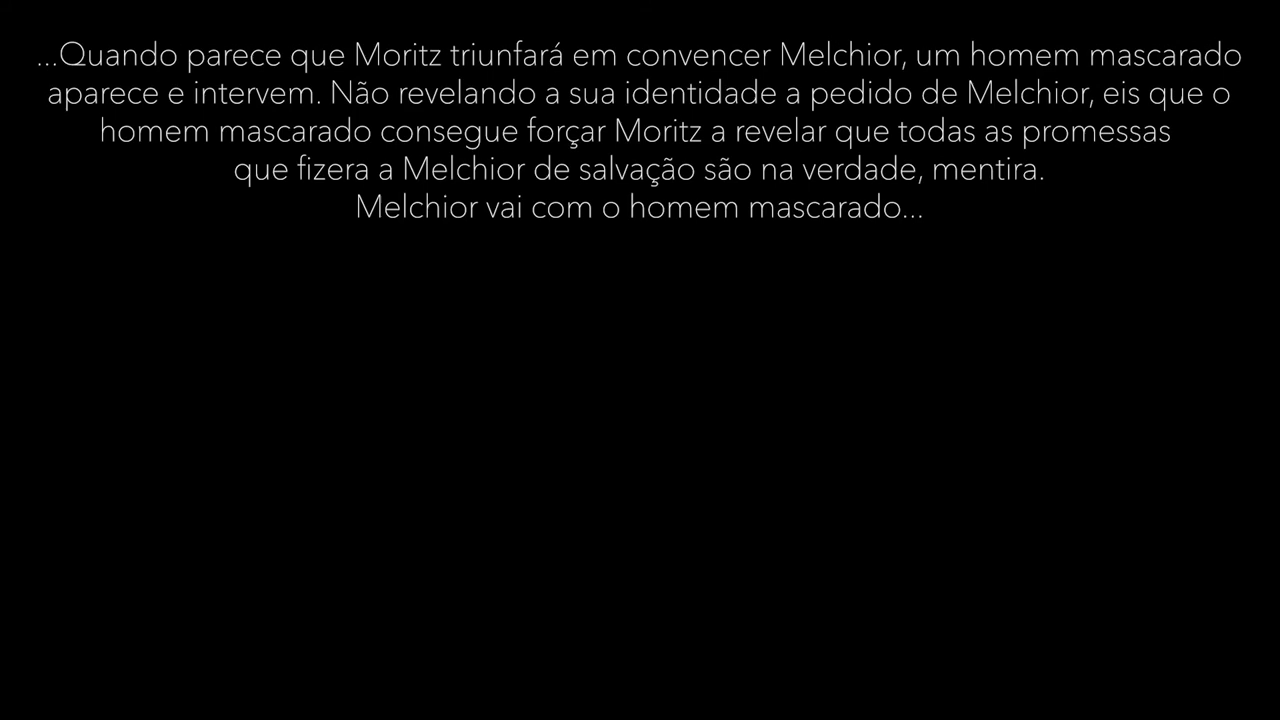 ...Quando parece que Moritz triunfará em convencer Melchior, um homem mascarado
aparece e intervem. Não revelando a sua identidade a pedido de Melchior, eis que o
homem mascarado consegue forçar Moritz a revelar que todas as promessas
que fizera a Melchior de salvação são na verdade, mentira.
Melchior vai com o homem mascarado...